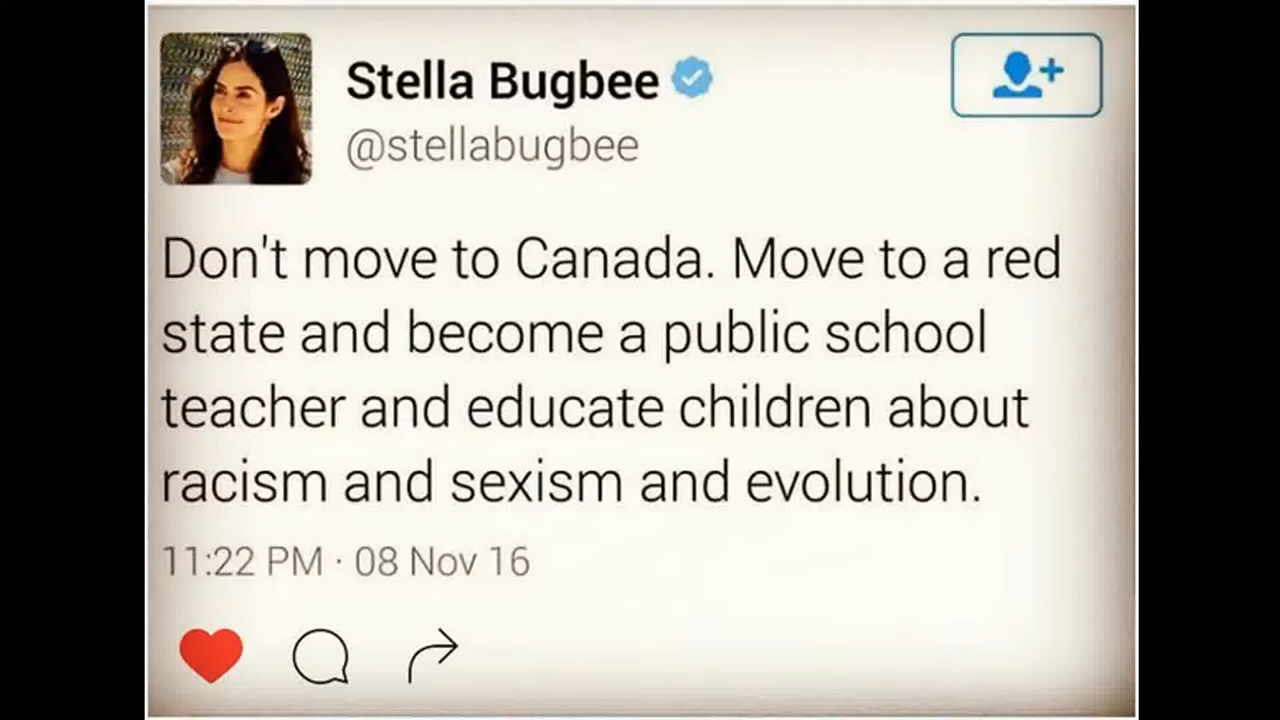 Stella Bugbee
@stellabugbee
Don't move to Canada. Move to a red
state and become a public school
teacher and educate children about
racism and sexism and evolution.
11:22 PM · 08 Nov 16